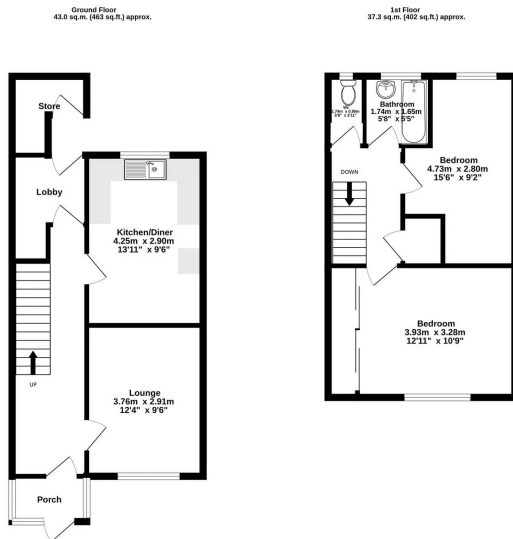 Ground Floor
43.0 sq.m. (463 sq.ft.) approx.
1st Floor
37.3 sq.m. (402 sq.ft.) approx.
Store
Lobby
Kitchen/Diner
4.25m x 2.90m
13'11" x 9'6"
UP
Lounge
3.76m x 2.91m
12'4" x 9'6"
Porch
Bathroom
1.74m x 1.65m
5'8" x 5'5"
DOWN
Bedroom
4.73m x 2.80m
15'6" x 9'2"
Bedroom
3.93m x 3.28m
12'11" x 10'9"